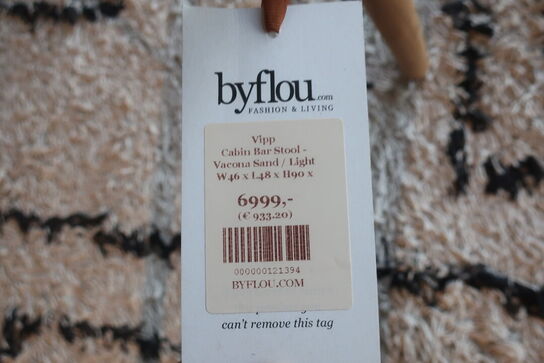 byflou.com
FASHION & LIVING
Vipp
Cabin Bar Stool -
Vacona Sand / Light
W46 x L48 x H90 x
6999,-
(€ 933.20)
000000121394
BYFLOU.COM
can't remove this tag